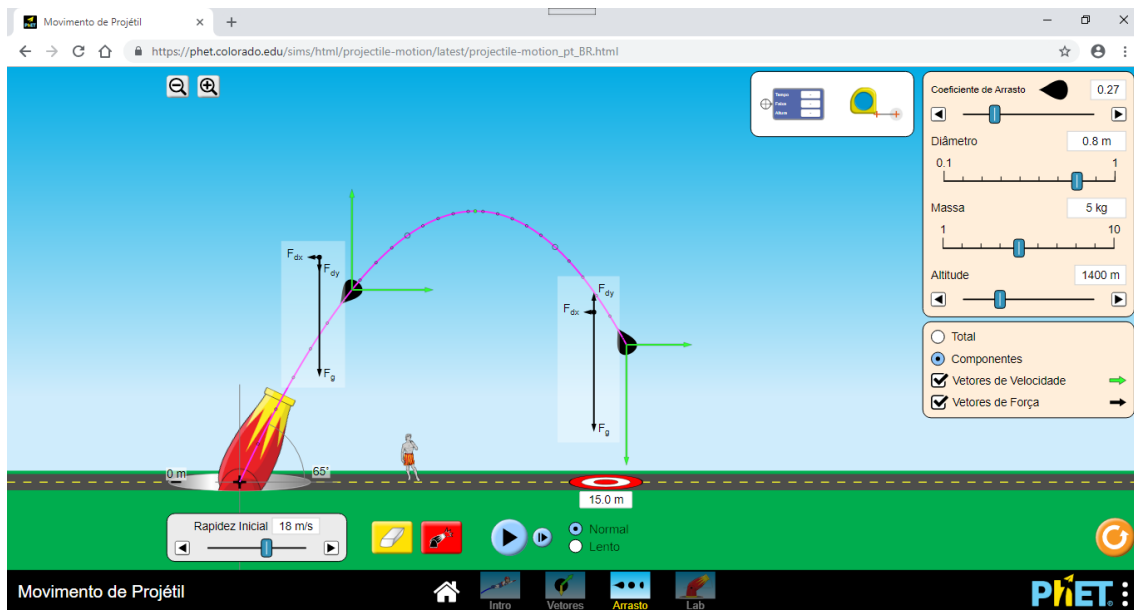 Movimento de Projétil
https://phet.colorado.edu/sims/html/projectile-motion/latest/projectile-motion_pt_BR.html
Tempo
Faixa
Altura
Coeficiente de Arrasto 0.27
Diâmetro 0.8 m
0.1 1
Massa 5 kg
1 10
Altitude 1400 m
Total
Componentes
Vetores de Velocidade
Vetores de Força
Fdx
Fdy
Fg
Fdy
Fdx
Fg
0 m
65°
15.0 m
Rapidez Inicial 18 m/s
Normal
Lento
Movimento de Projétil
Intro
Vetores
Arrasto
Lab
PhET